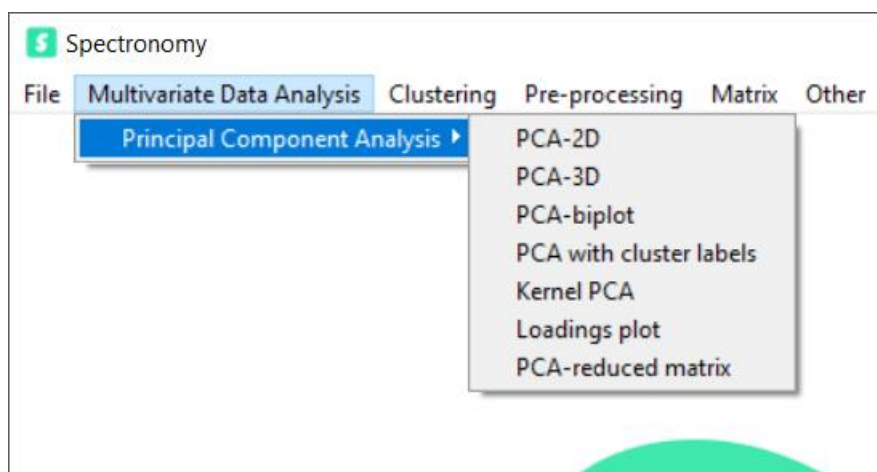 Spectronomy
File Multivariate Data Analysis Clustering Pre-processing Matrix Other
Principal Component Analysis
PCA-2D
PCA-3D
PCA-biplot
PCA with cluster labels
Kernel PCA
Loadings plot
PCA-reduced matrix